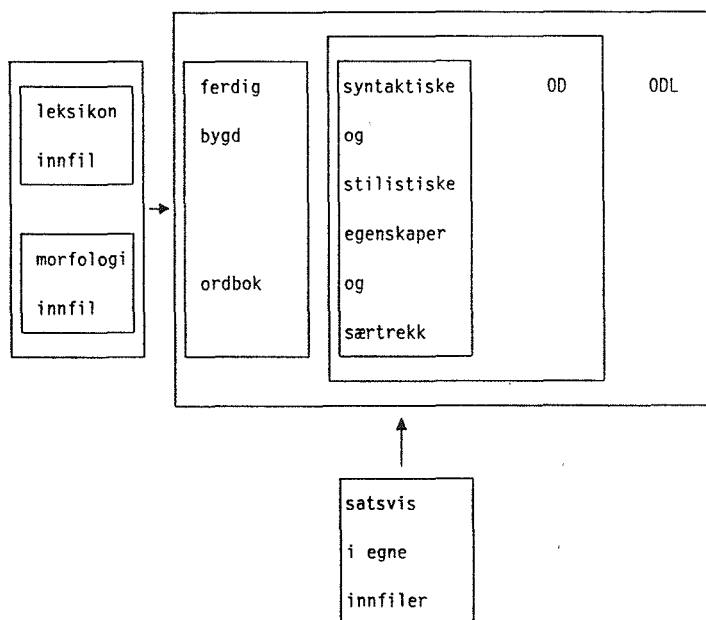 leksikon
innfil
morfologi
innfil
ferdig
bygd
ordbok
syntaktiske
og
stilistiske
egenskaper
og
særtrekk
OD
ODL
satsvis
i egne
innfiler